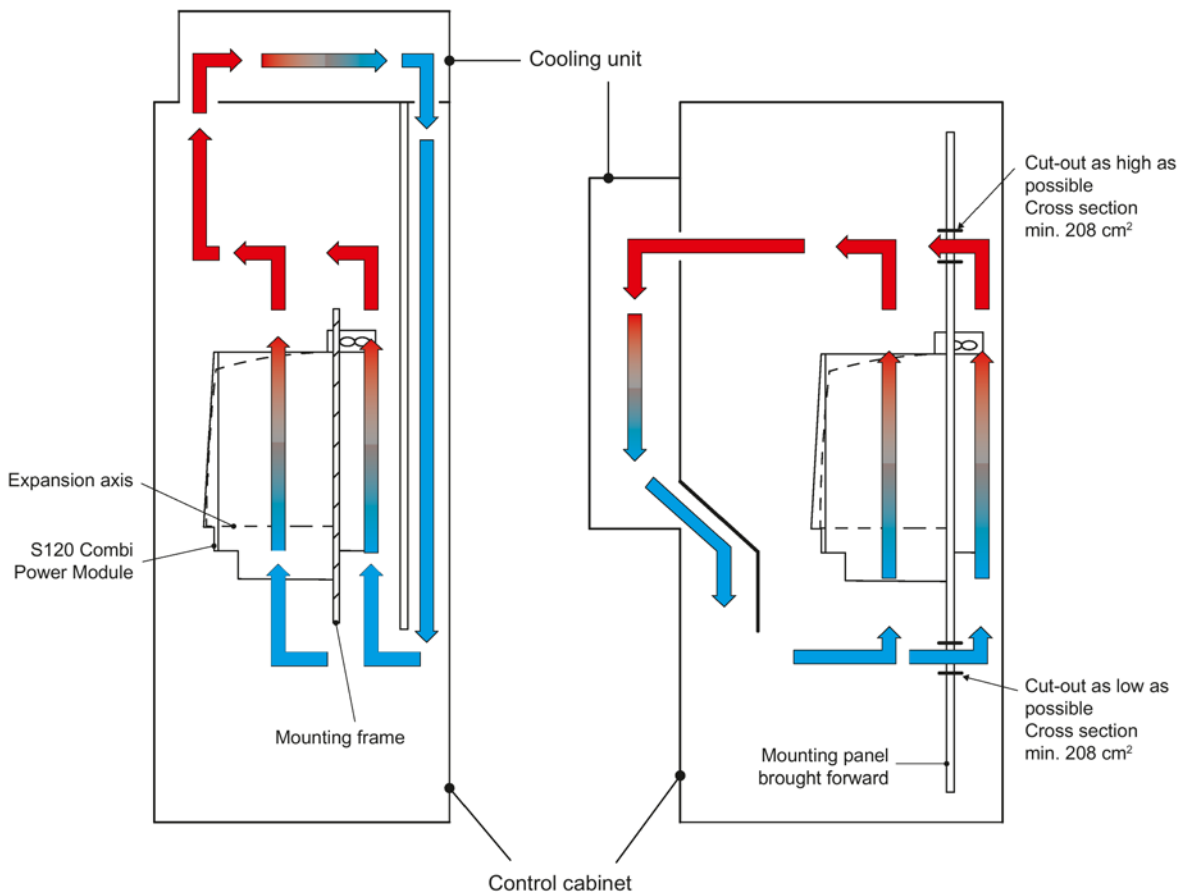 Cooling unit
Cut-out as high as
possible
Cross section
min. 208 cm²
Expansion axis
S120 Combi
Power Module
Mounting frame
Cut-out as low as
possible
Cross section
min. 208 cm²
Mounting panel
brought forward
Control cabinet